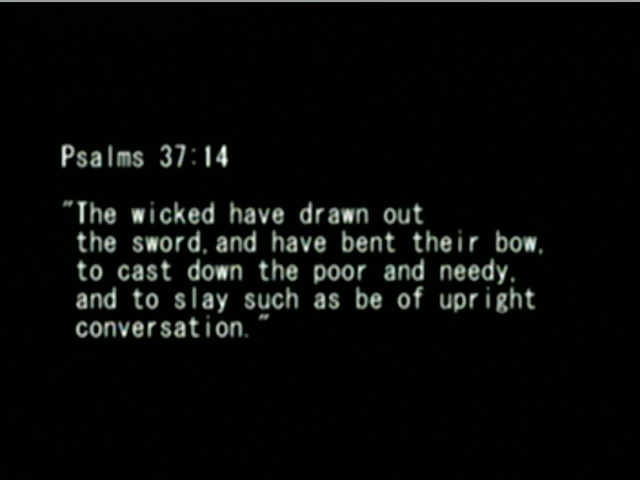 Psalms 37:14
"The wicked have drawn out
the sword, and have bent their bow,
to cast down the poor and needy,
and to slay such as be of upright
conversation."